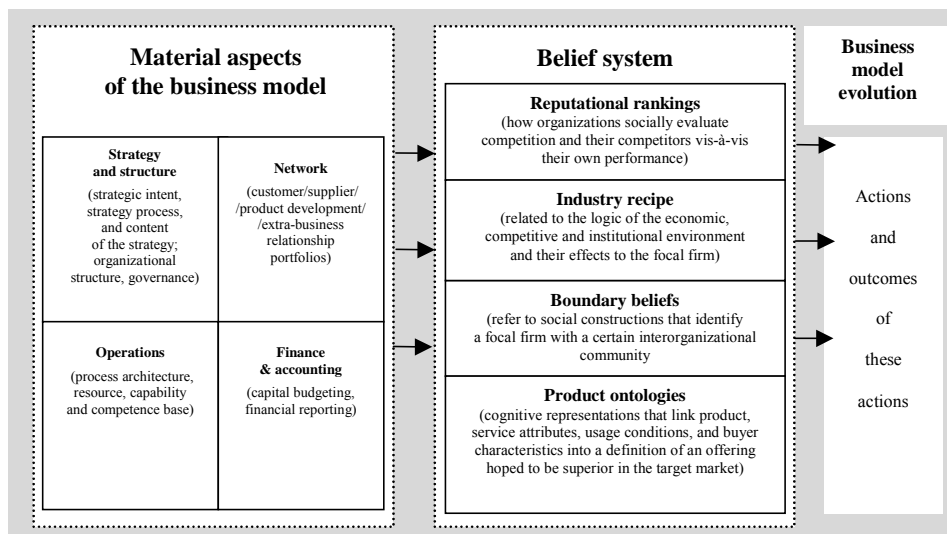 Material aspects
of the business model
Strategy
and structure
(strategic intent,
strategy process,
and content
of the strategy;
organizational
structure, governance)
Network
(customer/supplier/
/product development/
/extra-business
relationship
portfolios)
Operations
(process architecture,
resource, capability
and competence base)
Finance
& accounting
(capital budgeting,
financial reporting)
Belief system
Reputational rankings
(how organizations socially evaluate
competition and their competitors vis-à-vis
their own performance)
Industry recipe
(related to the logic of the economic,
competitive and institutional environment
and their effects to the focal firm)
Boundary beliefs
(refer to social constructions that identify
a focal firm with a certain interorganizational
community
Product ontologies
(cognitive representations that link product,
service attributes, usage conditions, and buyer
characteristics into a definition of an offering
hoped to be superior in the target market)
Business
model
evolution
Actions
and
outcomes
of
these
actions